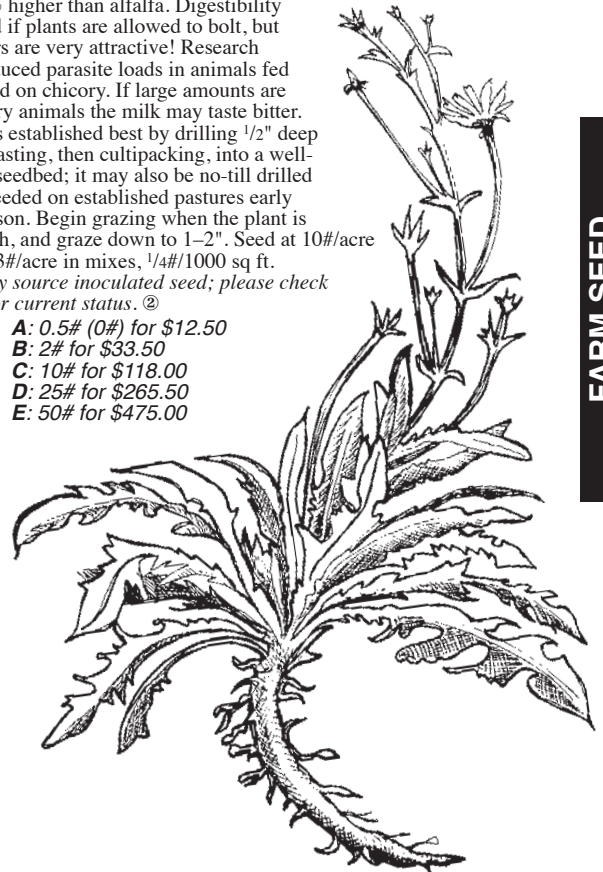 higher than alfalfa. Digestibility
if plants are allowed to bolt, but
rs are very attractive! Research
uced parasite loads in animals fed
d on chicory. If large amounts are
ry animals the milk may taste bitter.
s established best by drilling 1/2" deep
asting, then cultipacking, into a well-
seedbed; it may also be no-till drilled
eeded on established pastures early
son. Begin grazing when the plant is
h, and graze down to 1–2". Seed at 10#/acre
3#/acre in mixes, 1/4#/1000 sq ft.
y source inoculated seed; please check
or current status. ②
A: 0.5# (0#) for $12.50
B: 2# for $33.50
C: 10# for $118.00
D: 25# for $265.50
E: 50# for $475.00
FARM SEED